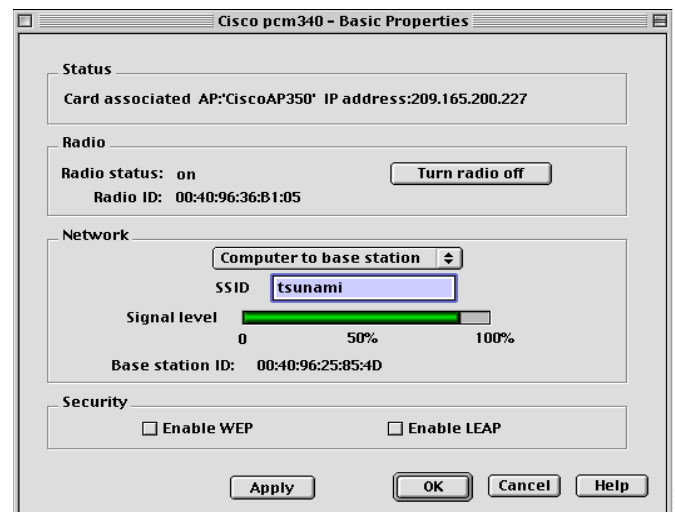 Cisco pcm340 - Basic Properties
Status
Card associated AP:'CiscoAP350' IP address:209.165.200.227
Radio
Radio status: on
Turn radio off
Radio ID: 00:40:96:36:B1:05
Network
Computer to base station
SSID tsunami
Signal level
0 50% 100%
Base station ID: 00:40:96:25:85:4D
Security
Enable WEP Enable LEAP
Apply OK Cancel Help